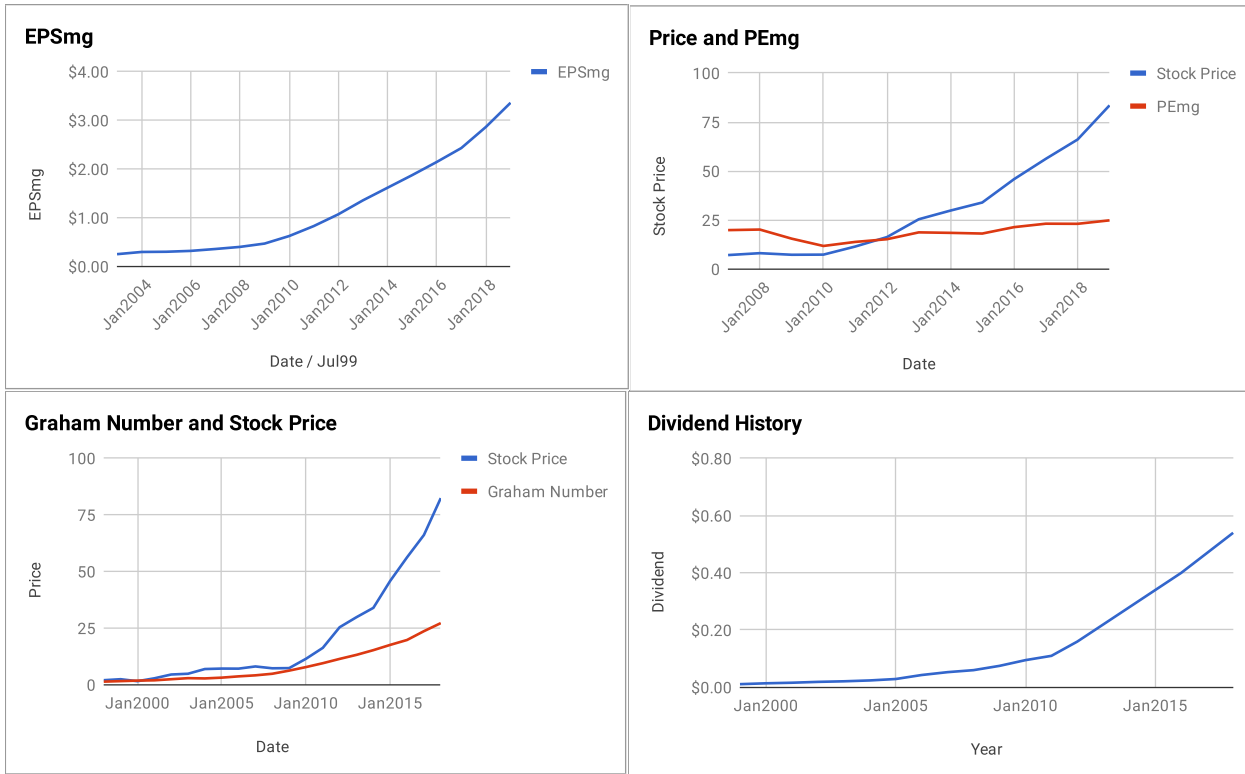 EPSmg
$4.00
$3.00
$2.00
$1.00
$0.00
EPSmg
EPSmg
Jan2004
Jan2006
Jan2008
Jan2010
Jan2012
Jan2014
Jan2016
Jan2018
Date / Jul99
Price and PEmg
100
75
50
25
0
Stock Price
Stock Price
PEmg
Jan2008
Jan2010
Jan2012
Jan2014
Jan2016
Jan2018
Date
Graham Number and Stock Price
100
75
50
25
0
Price
Stock Price
Graham Number
Jan2000
Jan2005
Jan2010
Jan2015
Date
Dividend History
$0.80
$0.60
$0.40
$0.20
$0.00
Dividend
Jan2000
Jan2005
Jan2010
Jan2015
Year